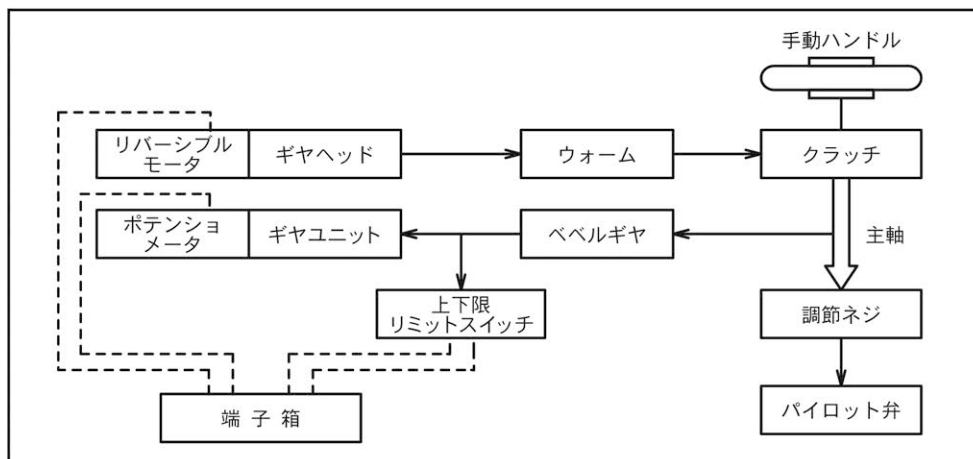 手動ハンドル
リバーシブル
モータ
ギヤヘッド
ウォーム
クラッチ
ポテンショ
メータ
ギヤユニット
ベベルギヤ
主軸
上下限
リミットスイッチ
調節ネジ
端 子 箱
パイロット弁